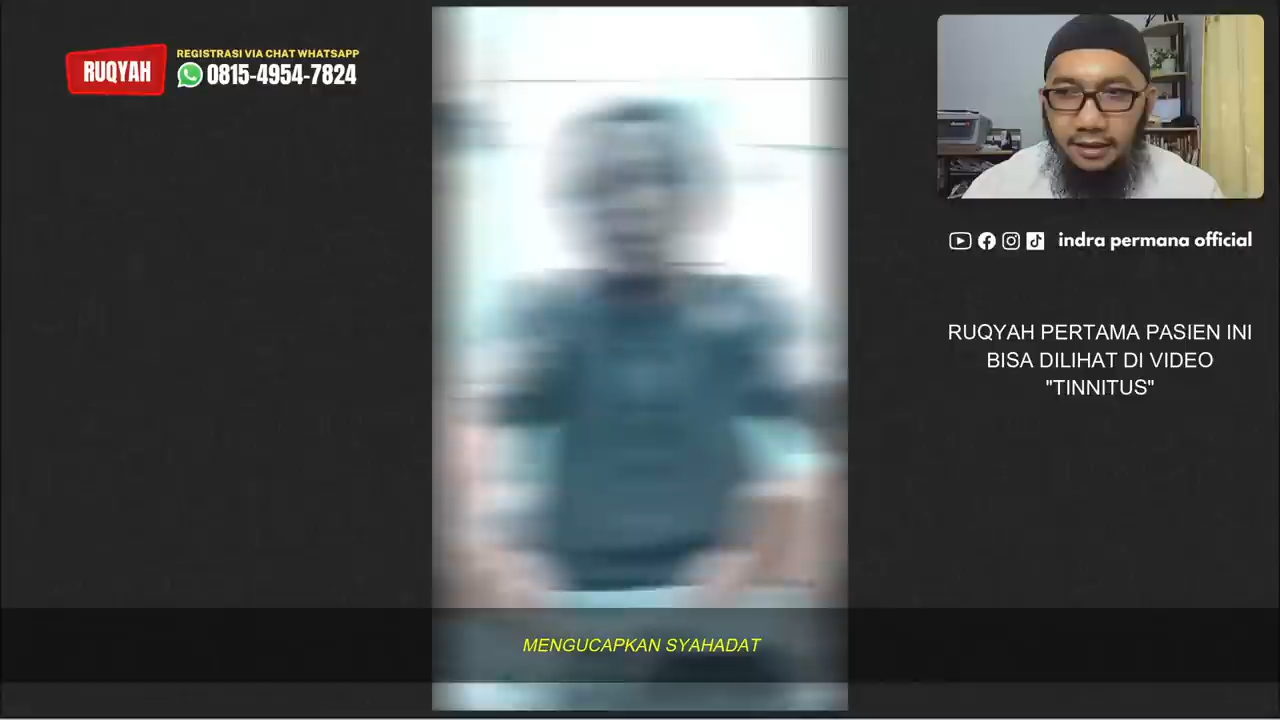 RUQYAH
REGISTRASI VIA CHAT WHATSAPP
0815-4954-7824
indra permana official
RUQYAH PERTAMA PASIEN INI
BISA DILIHAT DI VIDEO
"TINNITUS"
MENGUCAPKAN SYAHADAT